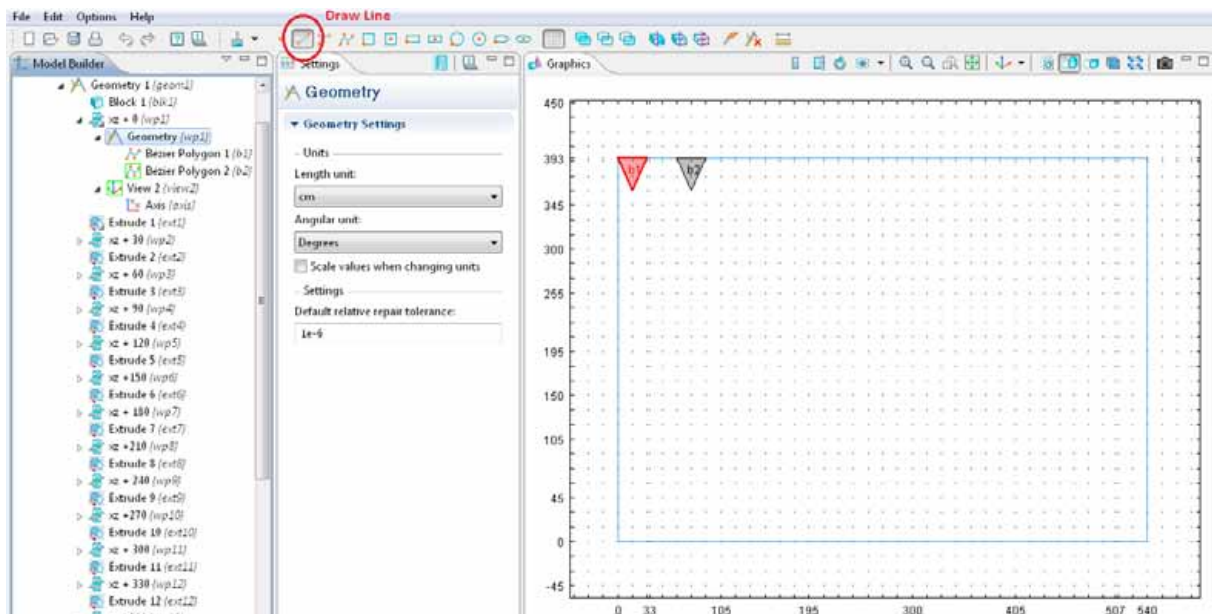 Draw Line
File Edit Options Help
Model Builder
Settings
Graphics
Geometry 1 (geom1)
Block 1 (blk1)
xz + 0 (wp1)
Geometry (wp1)
Bézier Polygon 1 (b1)
Bézier Polygon 2 (b2)
View 2 (view2)
Axis (axis)
Extrude 1 (ext1)
xz + 30 (wp2)
Extrude 2 (ext2)
xz + 60 (wp3)
Extrude 3 (ext3)
xz + 90 (wp4)
Extrude 4 (ext4)
xz + 120 (wp5)
Extrude 5 (ext5)
xz +150 (wp6)
Extrude 6 (ext6)
xz + 180 (wp7)
Extrude 7 (ext7)
xz +210 (wp8)
Extrude 8 (ext8)
xz + 240 (wp9)
Extrude 9 (ext9)
xz +270 (wp10)
Extrude 10 (ext10)
xz + 300 (wp11)
Extrude 11 (ext11)
xz + 330 (wp12)
Extrude 12 (ext12)
Geometry
Geometry Settings
Units
Length unit:
cm
Angular unit:
Degrees
Scale values when changing units
Settings
Default relative repair tolerance:
1e-6
450
393
345
300
255
195
150
105
45
0
-45
b1
b2
0 33 105 195 300 405 507 540